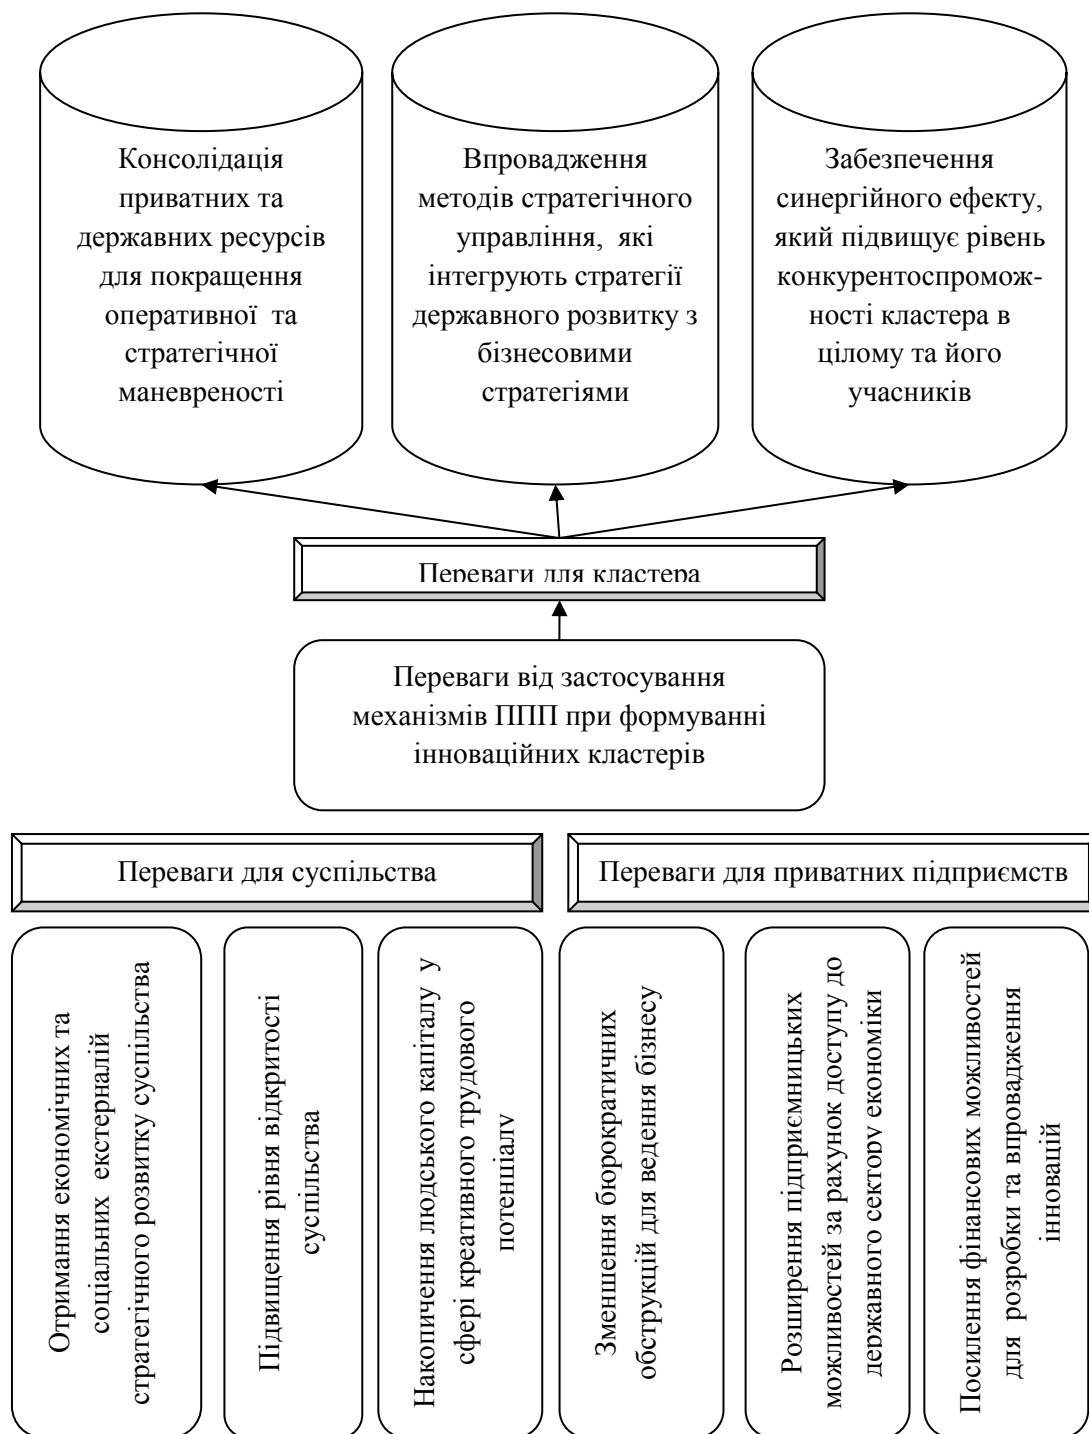 Консолідація
приватних та
державних ресурсів
для покращення
оперативної та
стратегічної
маневреності
Впровадження
методів стратегічного
управління, які
інтегрують стратегії
державного розвитку з
бізнесовими
стратегіями
Забезпечення
синергійного ефекту,
який підвищує рівень
конкурентоспромож-
ності кластера в
цілому та його
учасників
Переваги для кластера
Переваги від застосування
механізмів ППП при формуванні
інноваційних кластерів
Переваги для суспільства
Переваги для приватних підприємств
Отримання економічних та
соціальних екстерналій
стратегічного розвитку суспільства
Підвищення рівня відкритості
суспільства
Накопичення людського капіталу у
сфері креативного трудового
потенціалу
Зменшення бюрократичних
обструкцій для ведення бізнесу
Розширення підприємницьких
можливостей за рахунок доступу до
державного сектору економіки
Посилення фінансових можливостей
для розробки та впровадження
інновацій